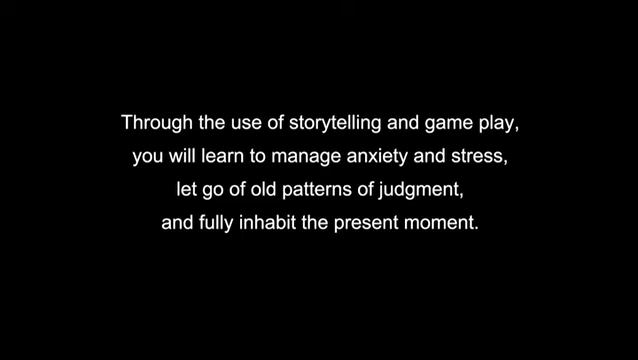 Through the use of storytelling and game play,
you will learn to manage anxiety and stress,
let go of old patterns of judgment,
and fully inhabit the present moment.